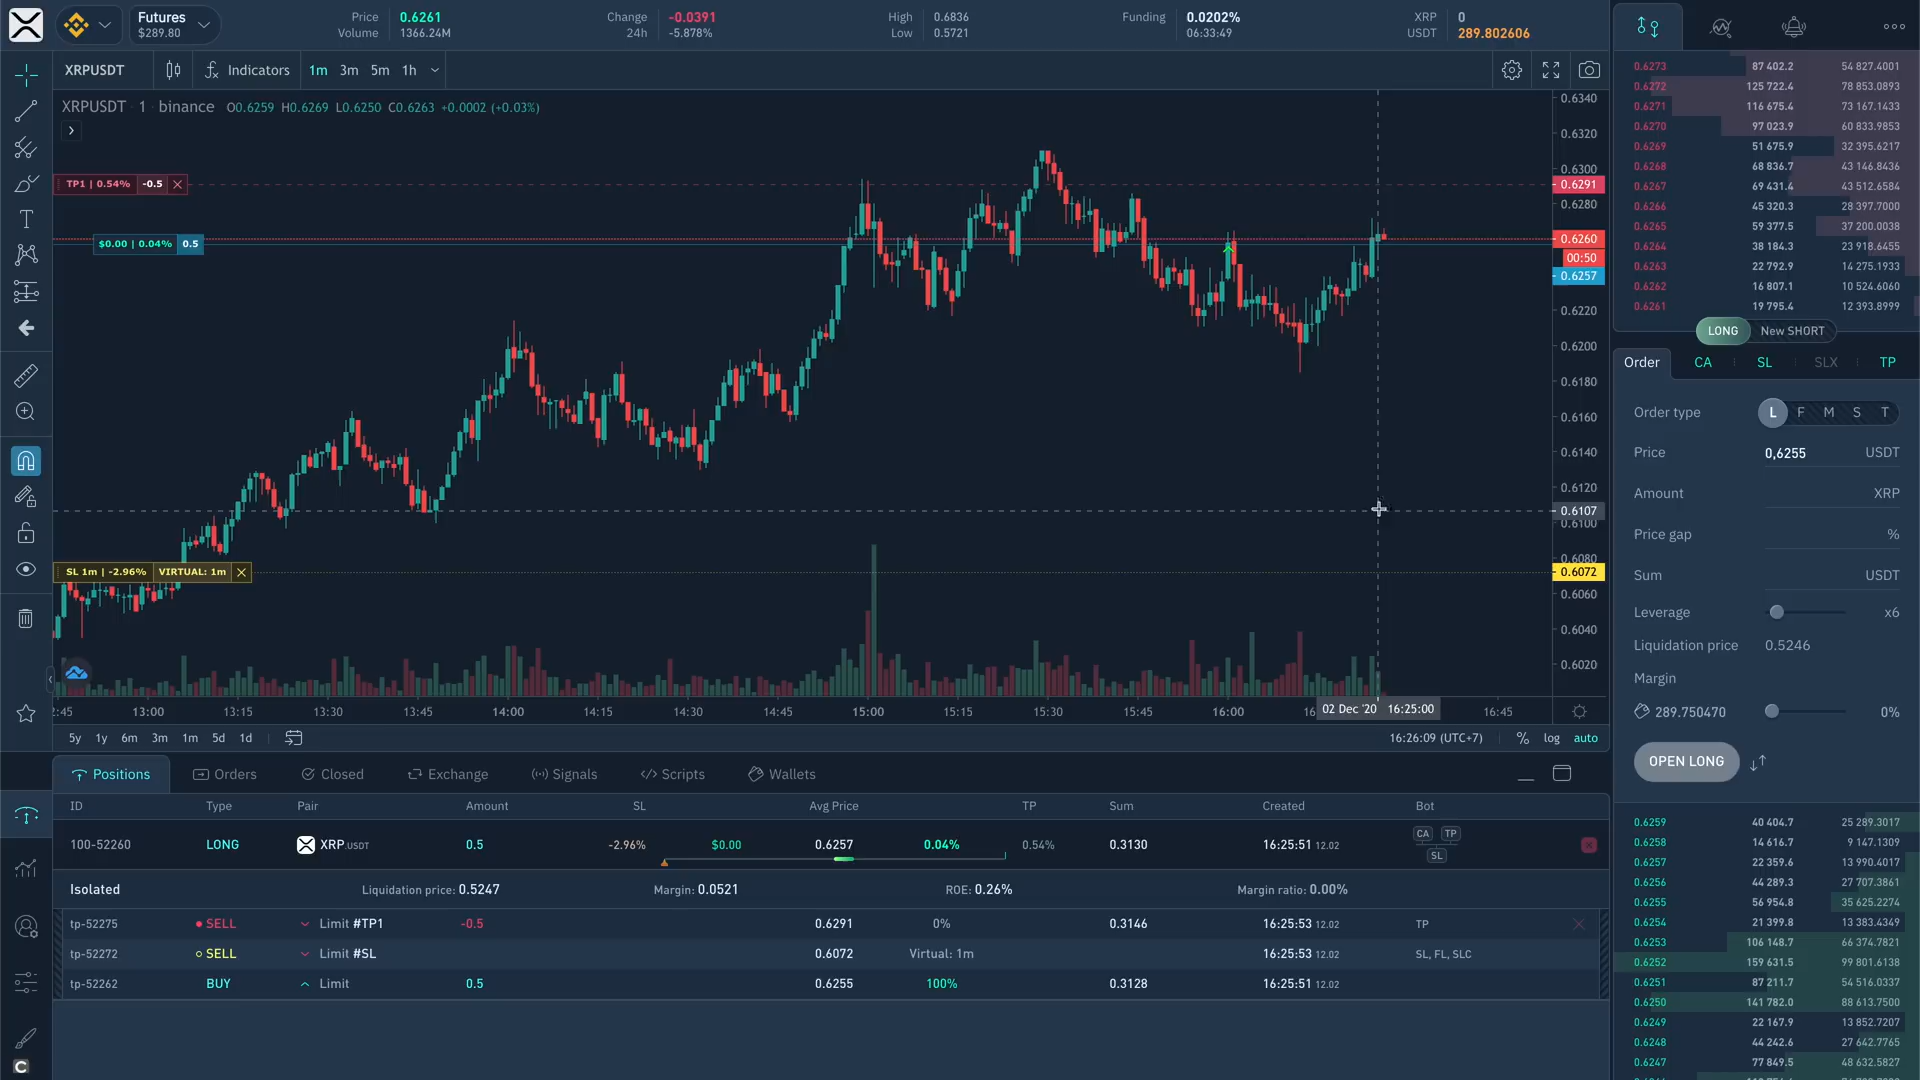 Futures
$289.80
Price 0.6261
Volume 1366.24M
Change -0.0391
24h -5.878%
High 0.6836
Low 0.5721
Funding 0.0202%
06:33:49
XRP 0
USDT 289.802606
XRPUSDT
Indicators
1m 3m 5m 1h
XRPUSDT 1 binance O0.6259 H0.6269 L0.6250 C0.6263 +0.0002 (+0.03%)
TP1 | 0.54% -0.5
$0.00 | 0.04% 0.5
SL 1m | -2.96% VIRTUAL: 1m
0.6340
0.6320
0.6300
0.6291
0.6280
0.6260
00:50
0.6257
0.6220
0.6200
0.6180
0.6160
0.6140
0.6120
0.6107
0.6100
0.6080
0.6072
0.6060
0.6040
0.6020
:45 13:00 13:15 13:30 13:45 14:00 14:15 14:30 14:45 15:00 15:15 15:30 15:45 16:00 16 02 Dec '20 16:25:00 16:45
5y 1y 6m 3m 1m 5d 1d
16:26:09 (UTC+7) % log auto
Positions Orders Closed Exchange Signals Scripts Wallets
ID Type Pair Amount SL Avg Price TP Sum Created Bot
100-52260 LONG XRP.USDT 0.5 -2.96% $0.00 0.6257 0.04% 0.54% 0.3130 16:25:51 12.02 CA TP
SL
Isolated Liquidation price: 0.5247 Margin: 0.0521 ROE: 0.26% Margin ratio: 0.00%
tp-52275 SELL Limit #TP1 -0.5 0.6291 0% 0.3146 16:25:53 12.02 TP
tp-52272 SELL Limit #SL 0.6072 Virtual: 1m 16:25:53 12.02 SL, FL, SLC
tp-52262 BUY Limit 0.5 0.6255 100% 0.3128 16:25:51 12.02
C
0.6273 87 402.2 54 827.4001
0.6272 125 722.4 78 853.0893
0.6271 116 675.4 73 167.1433
0.6270 97 023.9 60 833.9853
0.6269 51 675.9 32 395.6217
0.6268 68 836.7 43 146.8436
0.6267 69 431.4 43 512.6584
0.6266 45 320.3 28 397.7000
0.6265 59 377.5 37 200.0038
0.6264 38 184.3 23 918.6455
0.6263 22 792.9 14 275.1933
0.6262 16 807.1 10 524.6060
0.6261 19 795.4 12 393.8999
LONG New SHORT
Order CA SL SLX TP
Order type L F M S T
Price 0,6255 USDT
Amount XRP
Price gap %
Sum USDT
Leverage x6
Liquidation price 0.5246
Margin
289.750470 0%
OPEN LONG
0.6259 40 404.7 25 289.3017
0.6258 14 616.7 9 147.1309
0.6257 22 359.6 13 990.4017
0.6256 44 289.3 27 707.3861
0.6255 56 954.8 35 625.2274
0.6254 21 399.8 13 383.4349
0.6253 106 148.7 66 374.7821
0.6252 159 631.5 99 801.6138
0.6251 87 211.7 54 516.0337
0.6250 141 782.0 88 613.7500
0.6249 22 167.9 13 852.7207
0.6248 44 242.6 27 642.7765
0.6247 77 849.5 48 632.5827